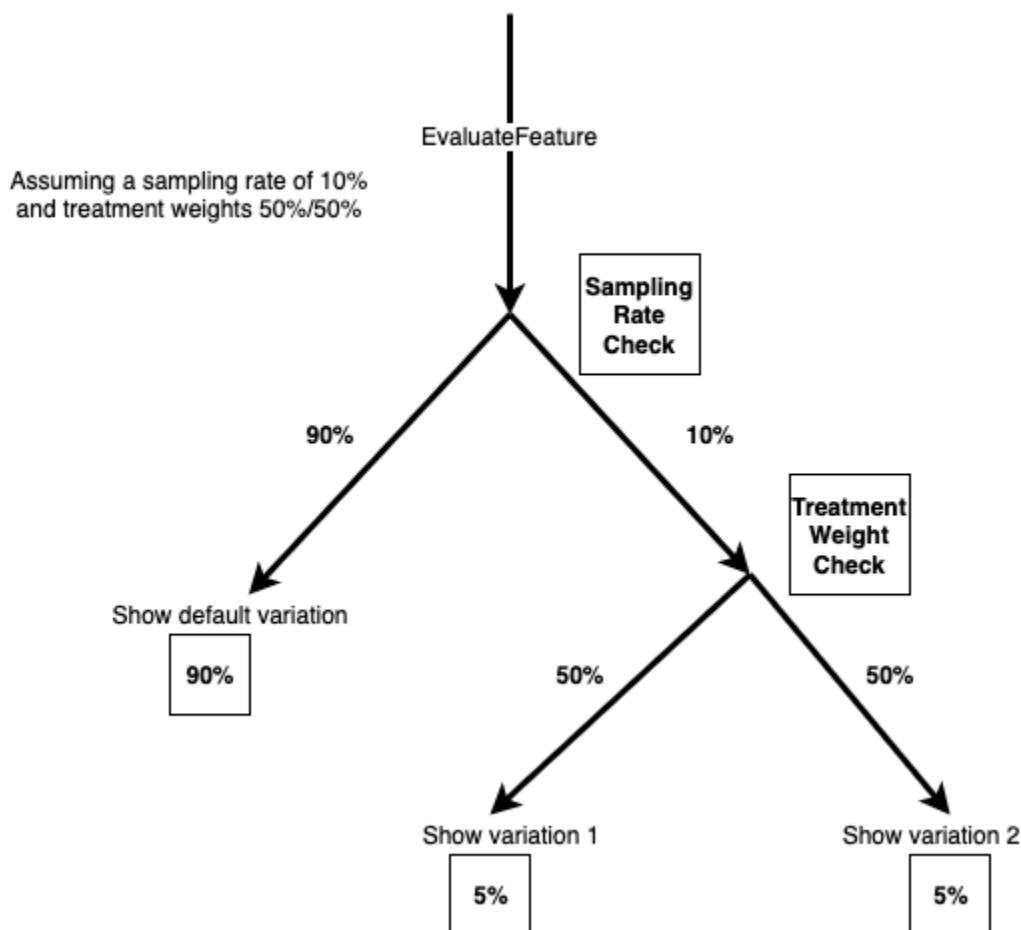 EvaluateFeature
Assuming a sampling rate of 10%
and treatment weights 50%/50%
Sampling
Rate
Check
90%
10%
Treatment
Weight
Check
Show default variation
90%
50%
50%
Show variation 1
Show variation 2
5%
5%